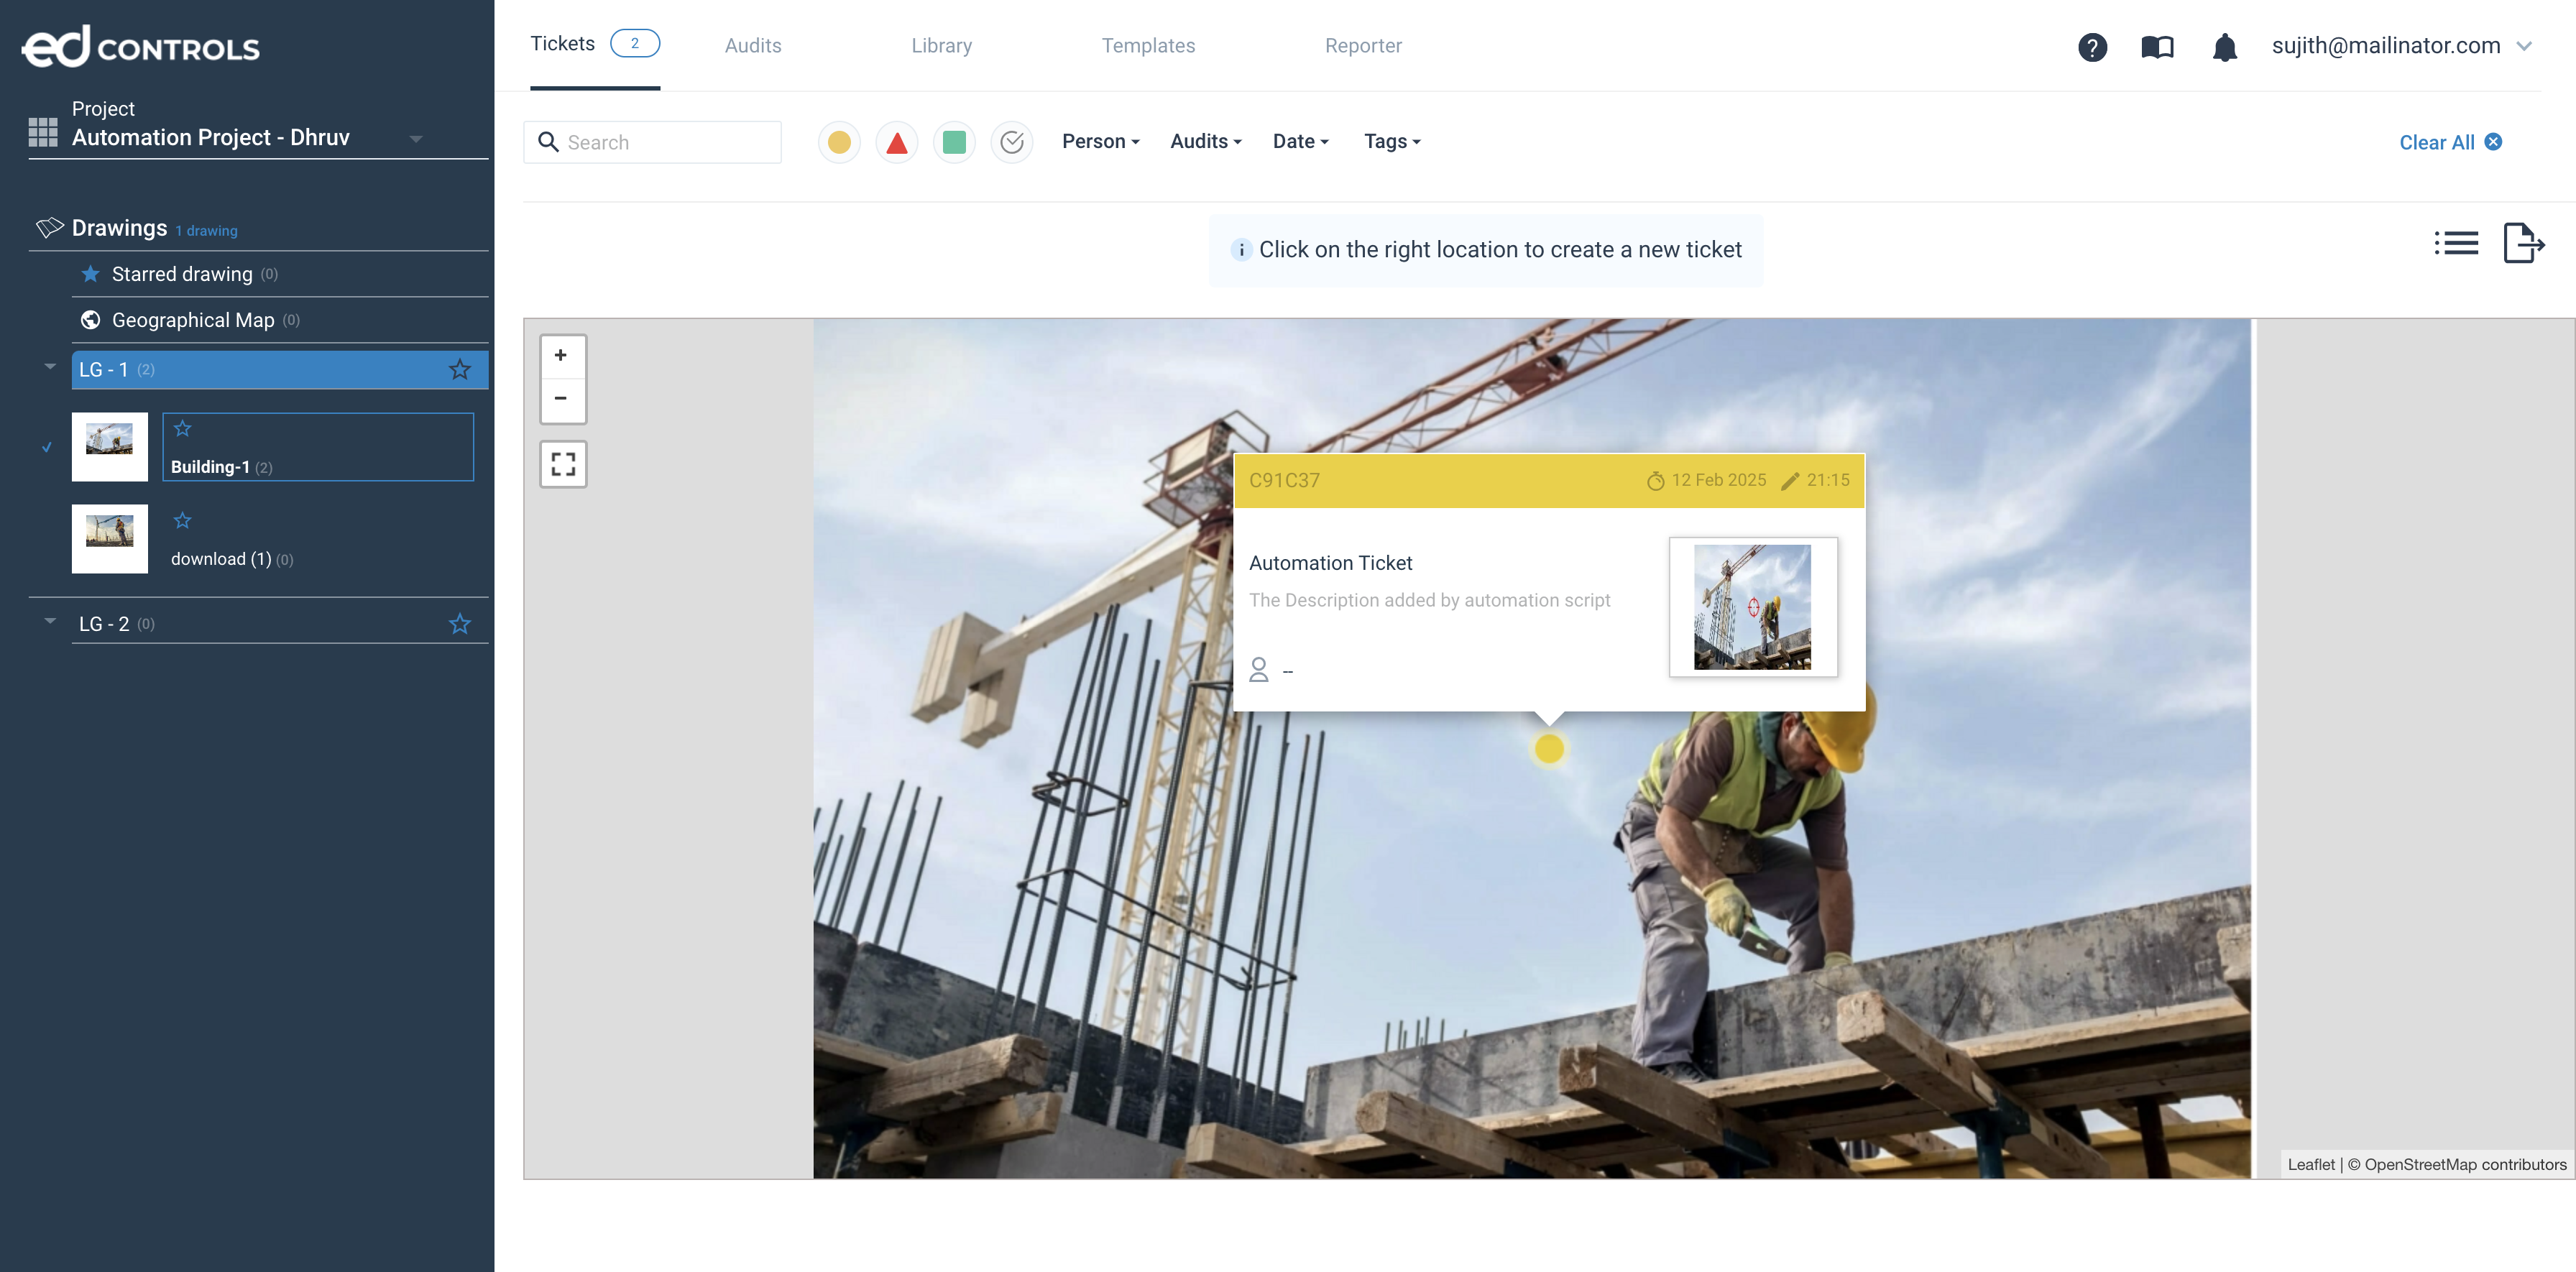 ed CONTROLS
Project
Automation Project - Dhruv
Drawings 1 drawing
Starred drawing (0)
Geographical Map (0)
LG - 1 (2)
Building-1 (2)
download (1) (0)
LG - 2 (0)
Tickets 2 Audits Library Templates Reporter
? sujith@mailinator.com
Search Person Audits Date Tags Clear All
i Click on the right location to create a new ticket
+
−
C91C37 12 Feb 2025 21:15
Automation Ticket
The Description added by automation script
--
Leaflet | © OpenStreetMap contributors